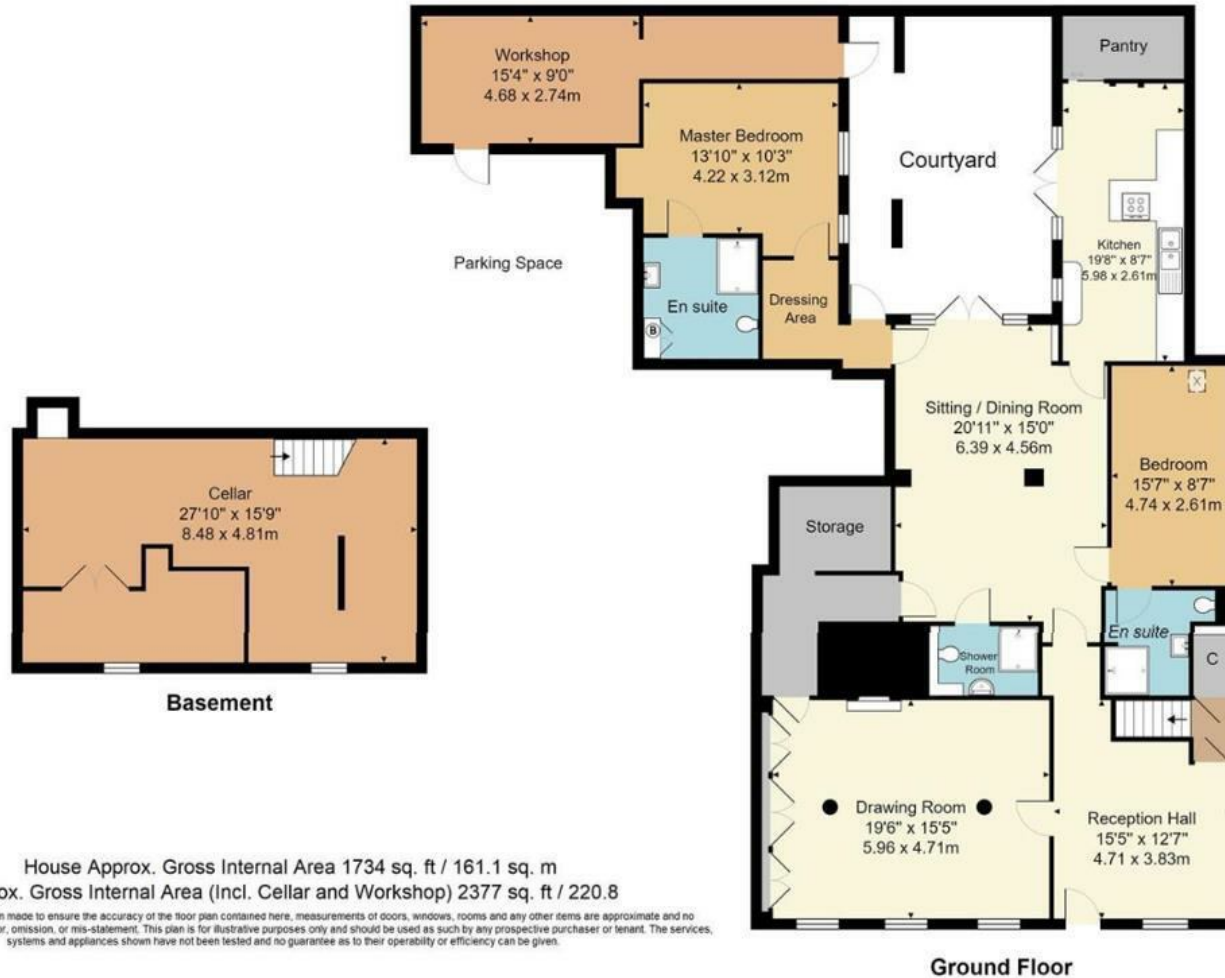 Workshop
15'4" x 9'0"
4.68 x 2.74m
Pantry
Master Bedroom
13'10" x 10'3"
4.22 x 3.12m
Courtyard
Parking Space
Kitchen
19'8" x 8'7"
5.98 x 2.61m
En suite
B
Dressing
Area
Sitting / Dining Room
20'11" x 15'0"
6.39 x 4.56m
Bedroom
15'7" x 8'7"
4.74 x 2.61m
Cellar
27'10" x 15'9"
8.48 x 4.81m
Storage
En suite
Shower
Room
C
Basement
Drawing Room
19'6" x 15'5"
5.96 x 4.71m
Reception Hall
15'5" x 12'7"
4.71 x 3.83m
House Approx. Gross Internal Area 1734 sq. ft / 161.1 sq. m
ox. Gross Internal Area (Incl. Cellar and Workshop) 2377 sq. ft / 220.8
n made to ensure the accuracy of the floor plan contained here, measurements of doors, windows, rooms and any other items are approximate and no
or, omission, or mis-statement. This plan is for illustrative purposes only and should be used as such by any prospective purchaser or tenant. The services,
systems and appliances shown have not been tested and no guarantee as to their operability or efficiency can be given.
Ground Floor